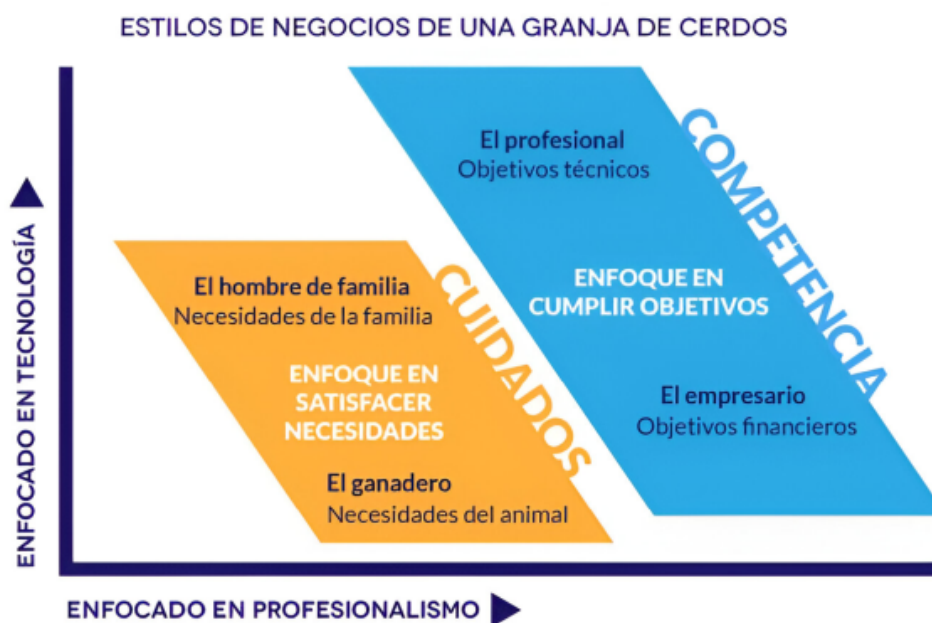 ESTILOS DE NEGOCIOS DE UNA GRANJA DE CERDOS
ENFOCADO EN TECNOLOGÍA
El hombre de familia
Necesidades de la familia
ENFOQUE EN
SATISFACER
NECESIDADES
El ganadero
Necesidades del animal
CUIDADOS
El profesional
Objetivos técnicos
ENFOQUE EN
CUMPLIR OBJETIVOS
El empresario
Objetivos financieros
COMPETENCIA
ENFOCADO EN PROFESIONALISMO